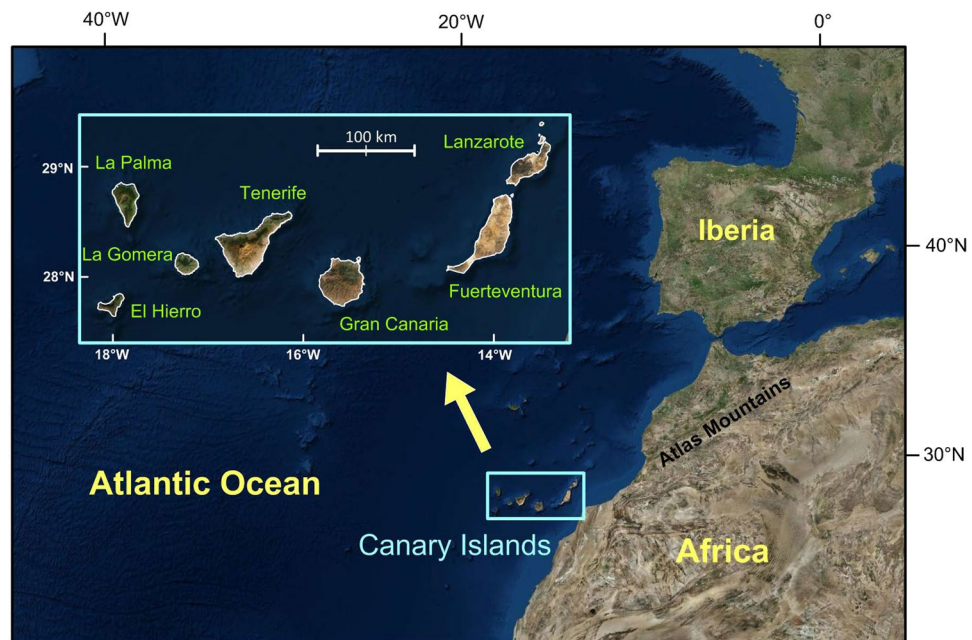 40°W
20°W
0°
100 km
Lanzarote
29°N
La Palma
Tenerife
La Gomera
28°N
El Hierro
Gran Canaria
Fuerteventura
18°W
16°W
14°W
Iberia
40°N
Atlas Mountains
30°N
Atlantic Ocean
Canary Islands
Africa